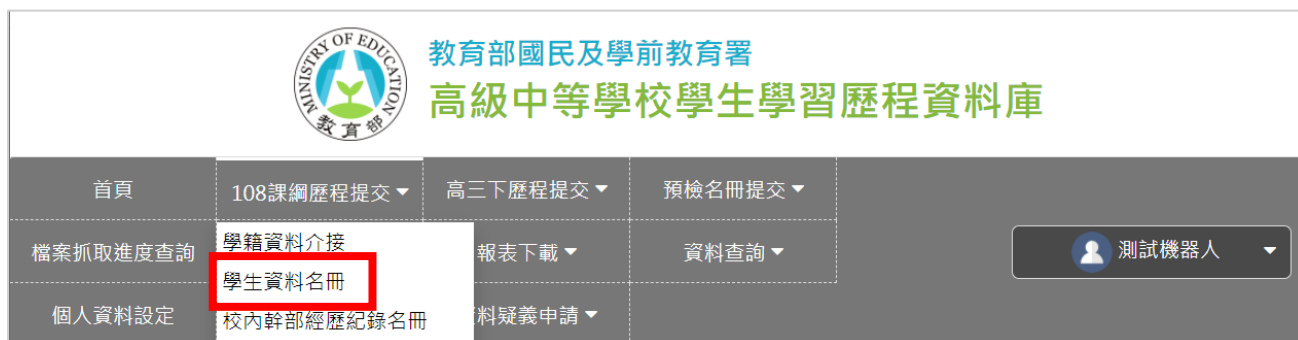 MINISTRY OF EDUCATION
教育部
教育部國民及學前教育署
高級中等學校學生學習歷程資料庫
首頁
108課綱歷程提交
高三下歷程提交
預檢名冊提交
檔案抓取進度查詢
學籍資料介接
報表下載
資料查詢
測試機器人
學生資料名冊
個人資料設定
校內幹部經歷紀錄名冊
料疑義申請